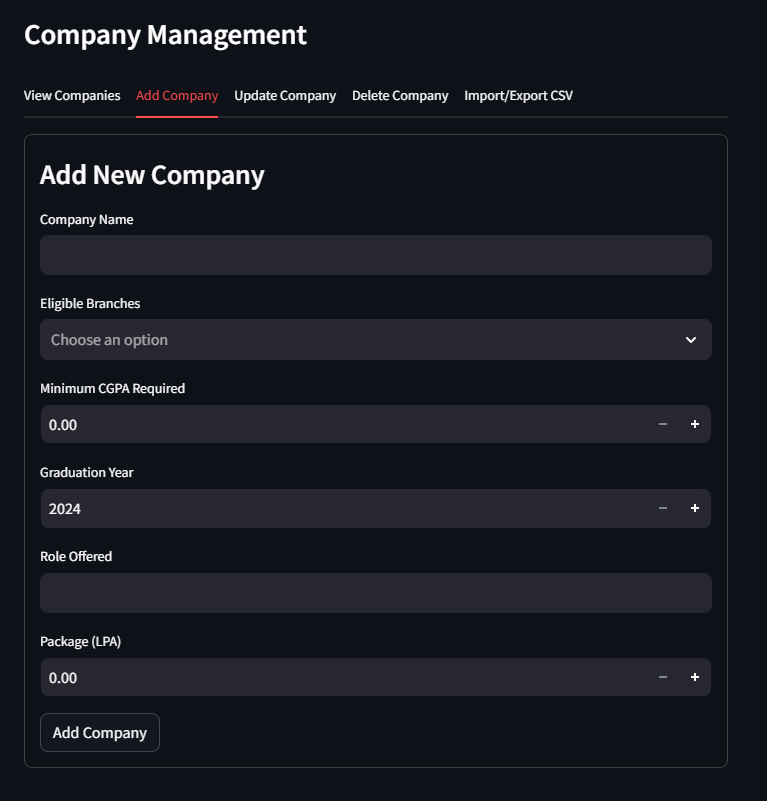 Company Management
View Companies Add Company Update Company Delete Company Import/Export CSV
Add New Company
Company Name
Eligible Branches
Choose an option
Minimum CGPA Required
0.00
Graduation Year
2024
Role Offered
Package (LPA)
0.00
Add Company